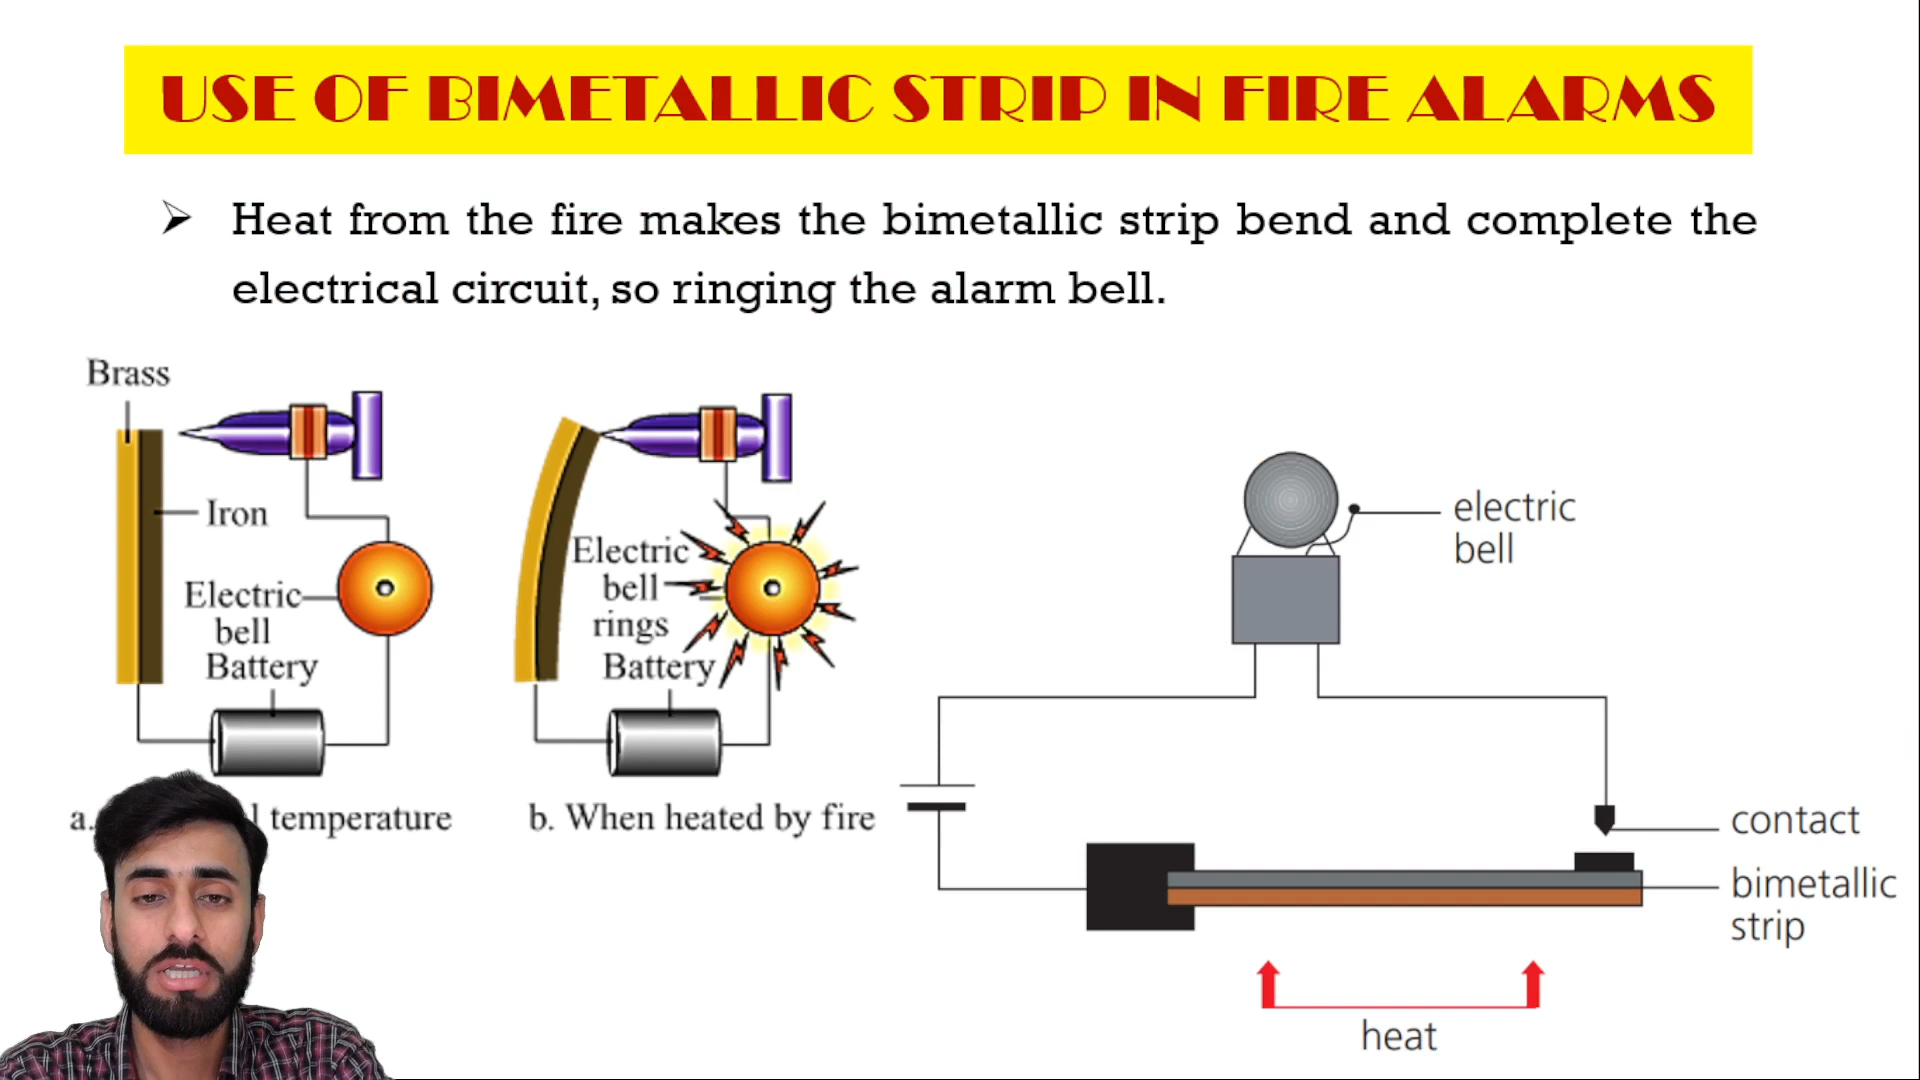 USE OF BIMETALLIC STRIP IN FIRE ALARMS
➢ Heat from the fire makes the bimetallic strip bend and complete the
electrical circuit, so ringing the alarm bell.
Brass
Iron
Electric
bell
Battery
a.
temperature
Electric
bell
rings
Battery
b. When heated by fire
electric
bell
contact
bimetallic
strip
heat